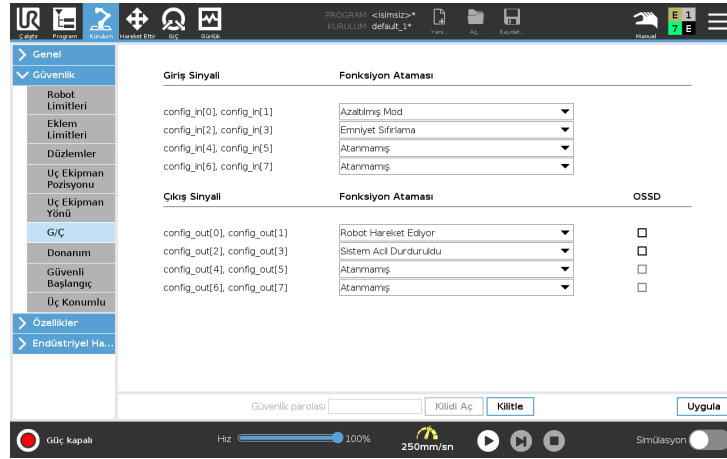 UR
PROGRAM <isimsiz>*
KURULUM default_1*
E 1
7 E
Çalıştır Program Kurulum Hareket Ettir G/Ç Günlük Yeni... Aç... Kaydet... Manuel
Genel
Güvenlik
Robot
Limitleri
Eklem
Limitleri
Düzlemler
Uç Ekipman
Pozisyonu
Uç Ekipman
Yönü
G/Ç
Donanım
Güvenli
Başlangıç
Üç Konumlu
Özellikler
Endüstriyel Ha...
Giriş Sinyali Fonksiyon Ataması
config_in[0], config_in[1] Azaltılmış Mod
config_in[2], config_in[3] Emniyet Sıfırlama
config_in[4], config_in[5] Atanmamış
config_in[6], config_in[7] Atanmamış
Çıkış Sinyali Fonksiyon Ataması OSSD
config_out[0], config_out[1] Robot Hareket Ediyor
config_out[2], config_out[3] Sistem Acil Durduruldu
config_out[4], config_out[5] Atanmamış
config_out[6], config_out[7] Atanmamış
Güvenlik parolası Kilidi Aç Kilitle Uygula
Güç kapalı Hız 100% 250mm/sn Simülasyon